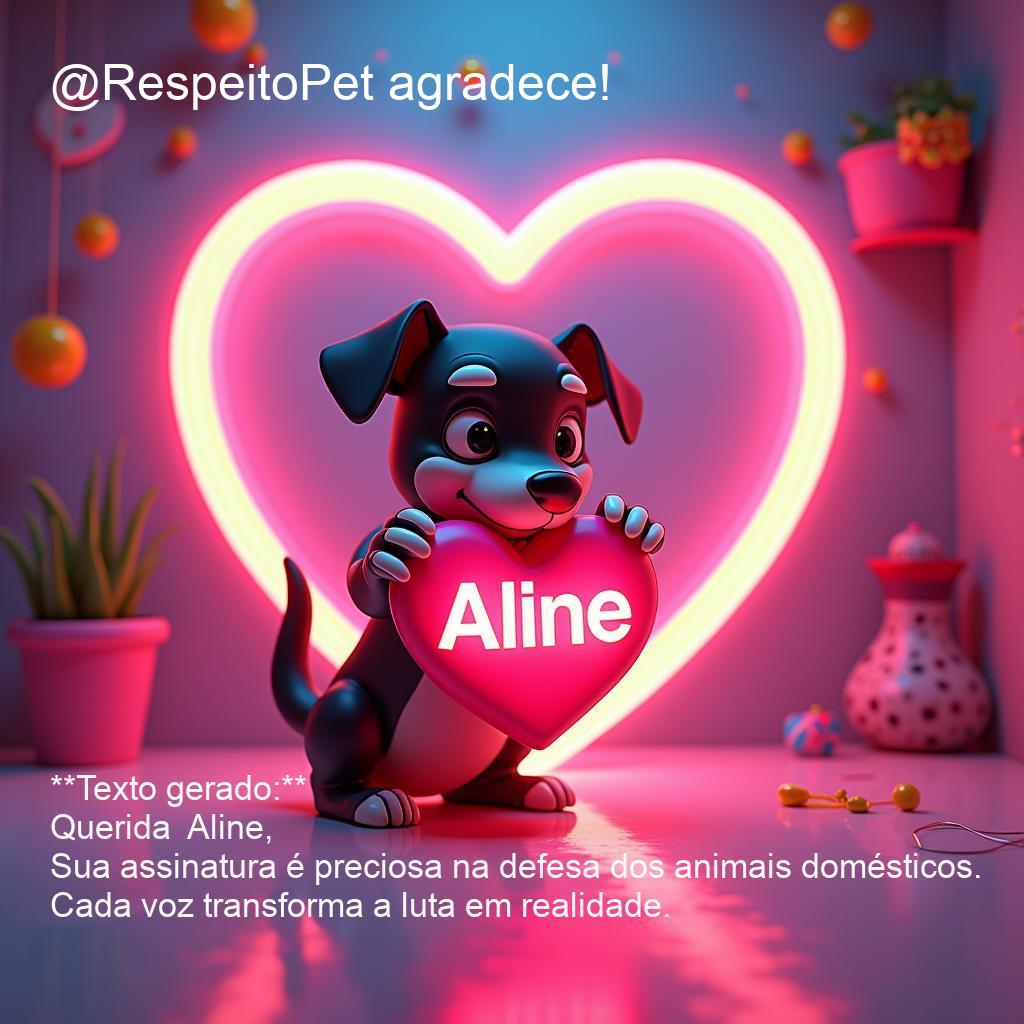 @RespeitoPet agradece!
Aline
**Texto gerado:**
Querida  Aline,
Sua assinatura é preciosa na defesa dos animais domésticos.
Cada voz transforma a luta em realidade.